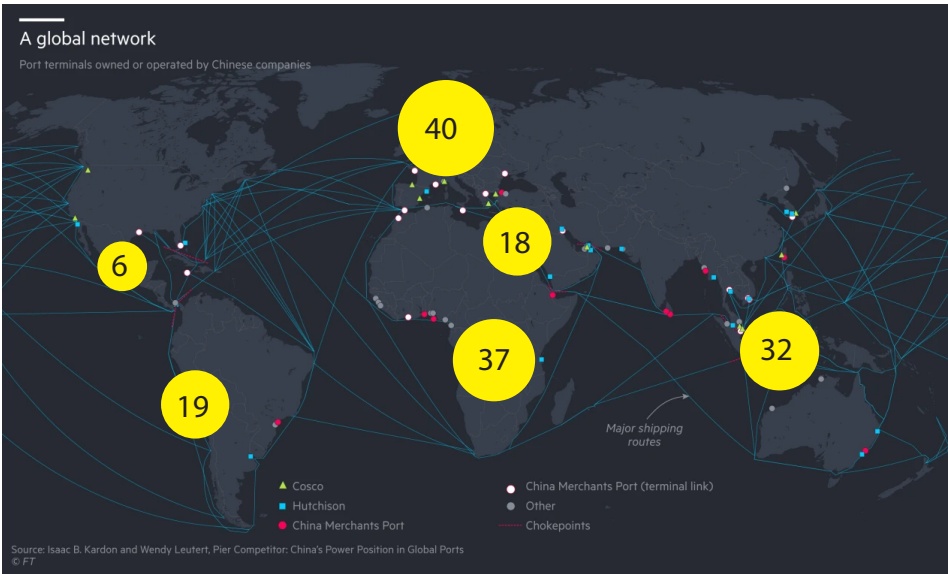 A global network
Port terminals owned or operated by Chinese companies
40
18
6
37
32
19
Major shipping
routes
Cosco
Hutchison
China Merchants Port
China Merchants Port (terminal link)
Other
Chokepoints
Source: Isaac B. Kardon and Wendy Leutert, Pier Competitor: China's Power Position in Global Ports
© FT